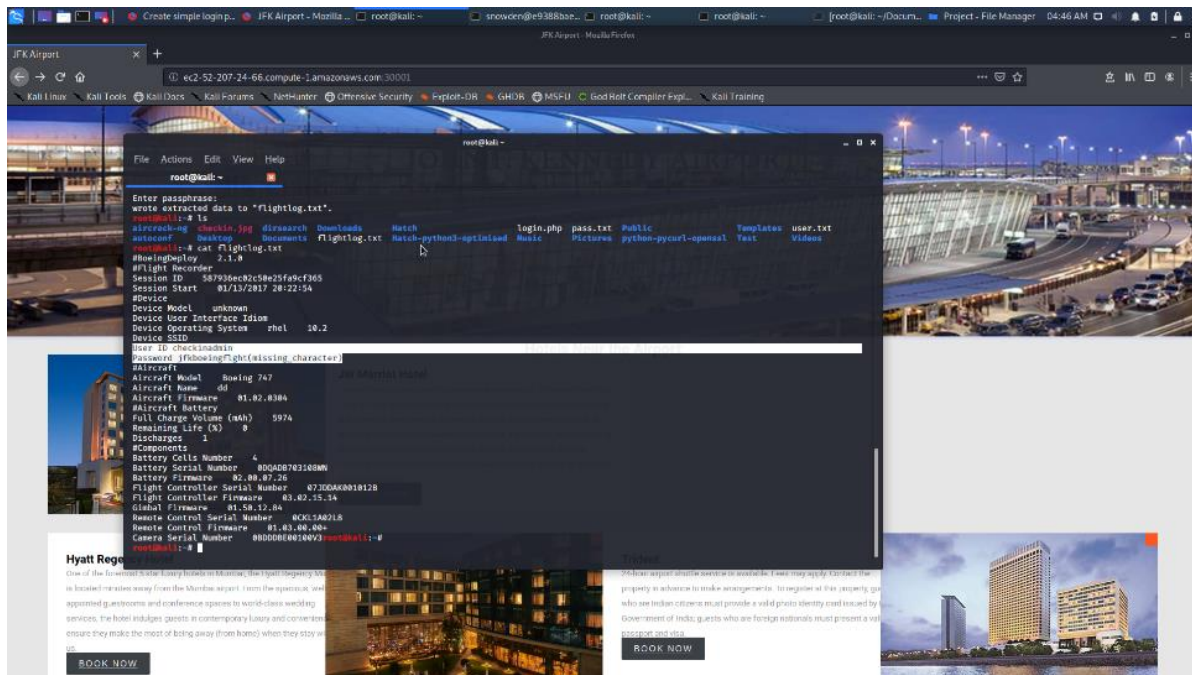 Create simple login p... JFK Airport - Mozilla ... root@kali: ~ snowden@e9388bae... root@kali: ~ root@kali: ~ [root@kali: ~/Docum... Project - File Manager 04:46 AM
JFK Airport - Mozilla Firefox
JFK Airport
ec2-52-207-24-66.compute-1.amazonaws.com:30001
Kali Linux Kali Tools Kali Docs Kali Forums NetHunter Offensive Security Exploit-DB GHDB MSFU God Bolt Compiler Expl... Kali Training
root@kali: ~
File Actions Edit View Help
root@kali: ~
Enter passphrase:
wrote extracted data to "flightlog.txt".
root@kali:~# ls
aircrack-ng checkin.jpg dirsearch Downloads Hatch login.php pass.txt Public Templates user.txt
autoconf Desktop Documents flightlog.txt Hatch-python3-optimised Music Pictures python-pycurl-openssl Test Videos
root@kali:~# cat flightlog.txt
#BoeingDeploy 2.1.0
#Flight Recorder
Session ID 587936ec02c50e25fa9cf365
Session Start 01/13/2017 20:22:54
#Device
Device Model unknown
Device User Interface Idiom
Device Operating System rhel 10.2
Device SSID
User ID checkinadmin
Password jfkboeingflght(missing_character)
#Aircraft
Aircraft Model Boeing 747
Aircraft Name dd
Aircraft Firmware 01.02.0304
#Aircraft Battery
Full Charge Volume (mAh) 5974
Remaining Life (%) 0
Discharges 1
#Components
Battery Cells Number 4
Battery Serial Number 0DQADB703108WN
Battery Firmware 02.00.07.26
Flight Controller Serial Number 07JDDAK001012B
Flight Controller Firmware 03.02.15.14
Gimbal Firmware 01.50.12.84
Remote Control Serial Number 0CKL1A02LB
Remote Control Firmware 01.03.00.00+
Camera Serial Number 0BDDDBE00100V3root@kali:~#
root@kali:~#
Hotels Near the Airport
JW Marriot Hotel
Hyatt Rege
One of the foremost 5-star luxury hotels in Mumbai, the Hyatt Regency Mu
is located minutes away from the Mumbai airport. From the spacious, wel
appointed guestrooms and conference spaces to world-class wedding
services, the hotel indulges guests in contemporary luxury and convenien
ensure they make the most of being away (from home) when they stay wi
us.
BOOK NOW
Trident
24-hour airport shuttle service is available. Fees may apply. Contact the
property in advance to make arrangements. To register at this property, gu
who are Indian citizens must provide a valid photo identity card issued by t
Government of India; guests who are foreign nationals must present a val
passport and visa.
BOOK NOW